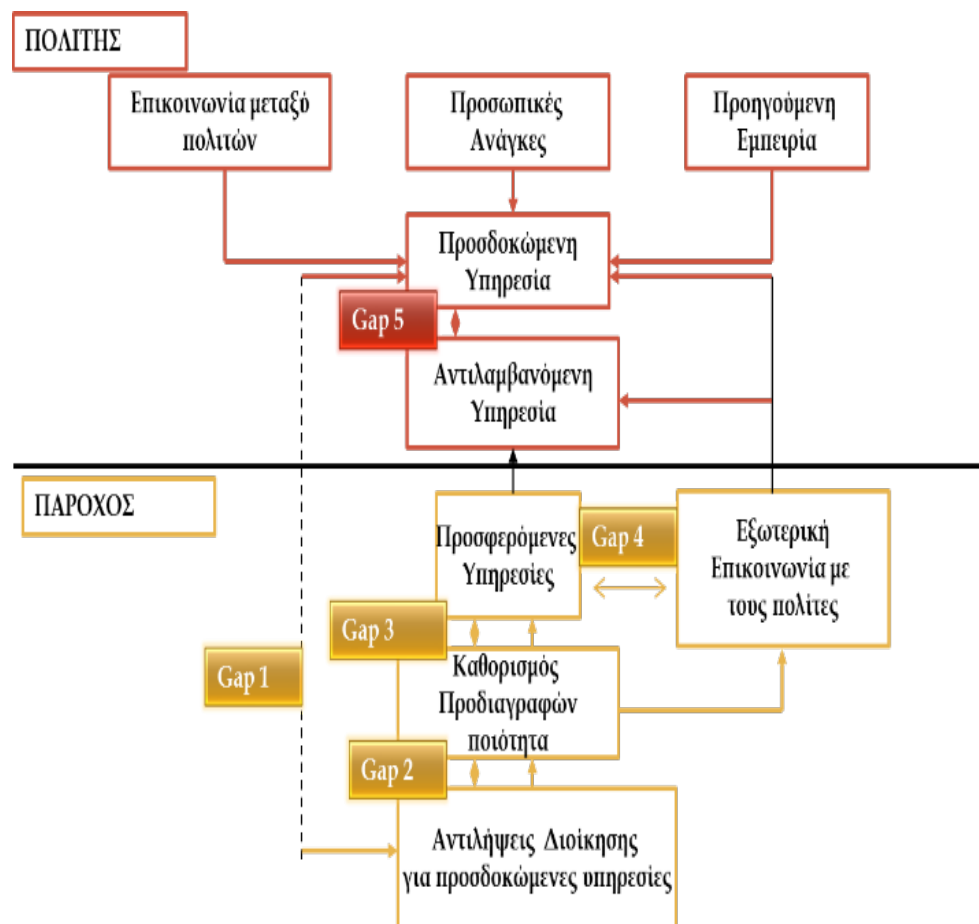 ΠΟΛΙΤΗΣ
Επικοινωνία μεταξύ
πολιτών
Προσωπικές
Ανάγκες
Προηγούμενη
Εμπειρία
Προσδοκώμενη
Υπηρεσία
Gap 5
Αντιλαμβανόμενη
Υπηρεσία
ΠΑΡΟΧΟΣ
Προσφερόμενες
Υπηρεσίες
Gap 4
Εξωτερική
Επικοινωνία με
τους πολίτες
Gap 3
Gap 1
Καθορισμός
Προδιαγραφών
ποιότητα
Gap 2
Αντιλήψεις Διοίκησης
για προσδοκώμενες υπηρεσίες